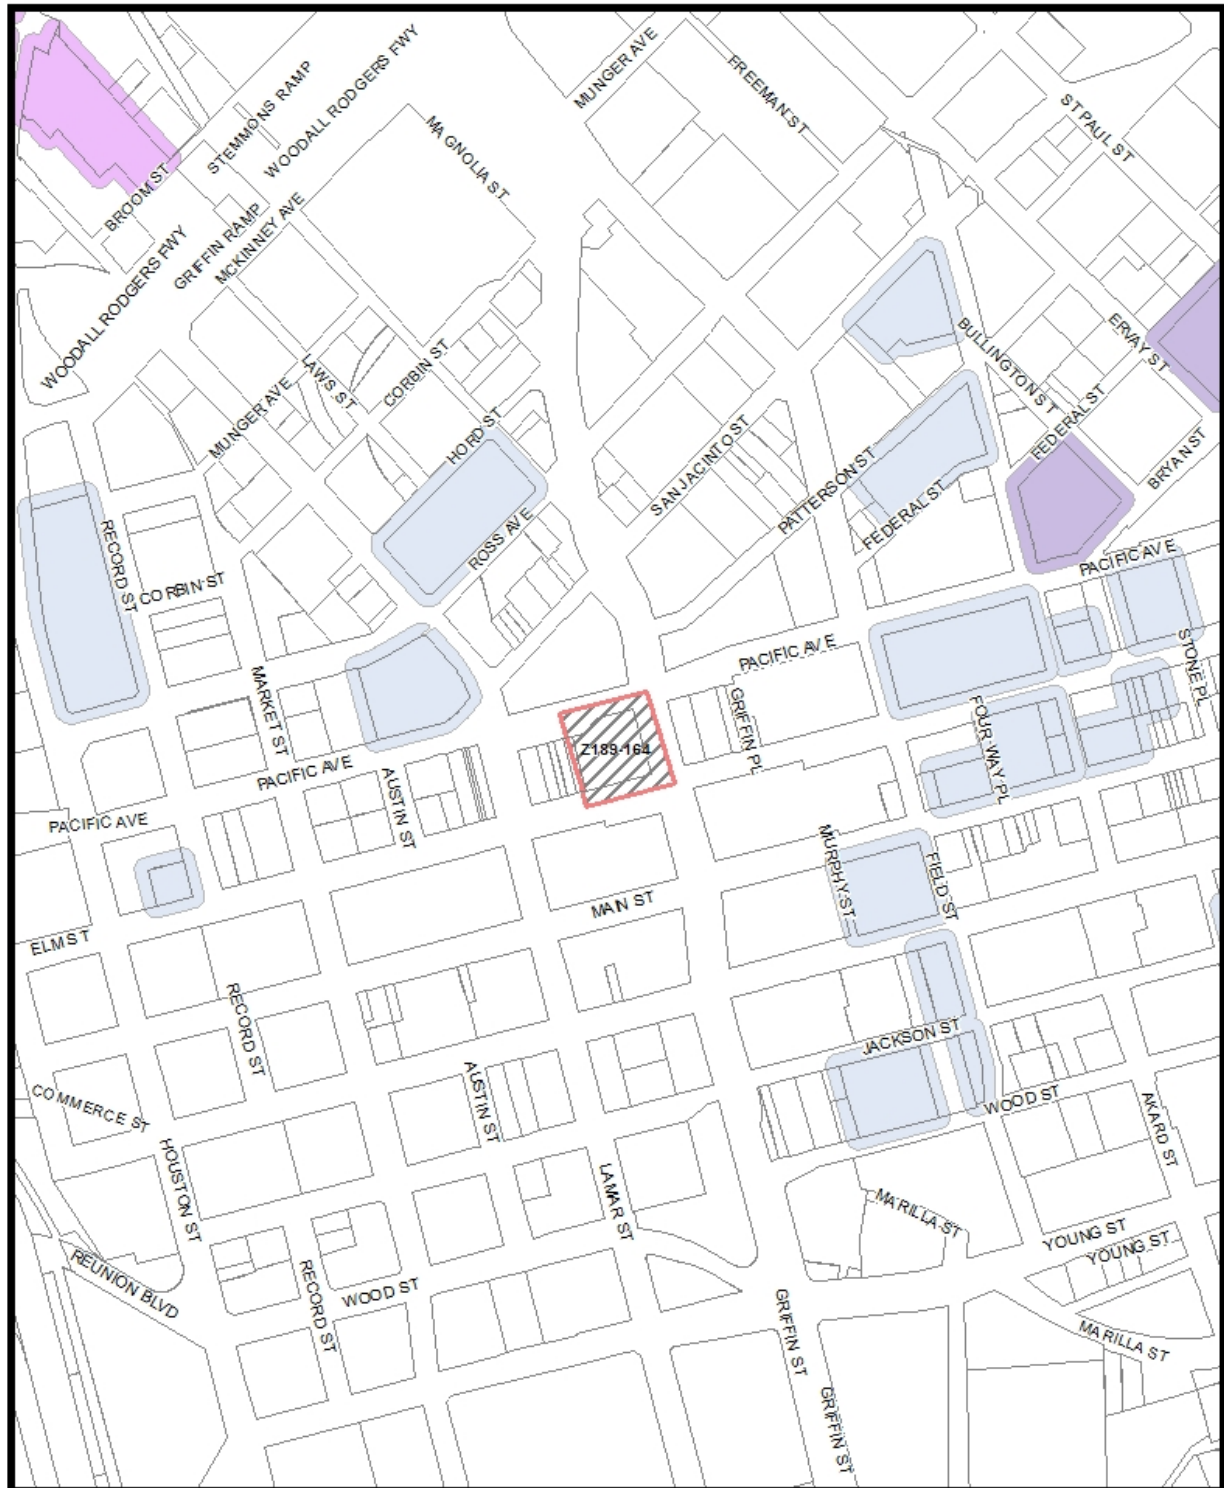 MUNGER AVE
WOODALL RODGERS FWY
FREEMAN ST
STEMMONS RAMP
ST PAUL ST
MAGNOLIA ST
BROOM ST
GRIFFIN RAMP
MCKINNEY AVE
WOODALL RODGERS FWY
ERVAY ST
BULLINGTON ST
LAWS ST
CORBIN ST
MUNGER AVE
FEDERAL ST
HORD ST
SAN JACINTO ST
BRYAN ST
PATTERSON ST
FEDERAL ST
ROSS AVE
RECORD ST
PACIFIC AVE
CORBIN ST
PACIFIC AVE
STONE PL
MARKET ST
GRIFFIN PL
FOUR WAY PL
Z189-164
PACIFIC AVE
AUSTIN ST
PACIFIC AVE
MURPHY ST
FIELD ST
MAIN ST
ELM ST
RECORD ST
JACKSON ST
WOOD ST
COMMERCE ST
AUSTIN ST
AKARD ST
HOUSTON ST
LAMAR ST
MARILLA ST
YOUNG ST
YOUNG ST
REUNION BLVD
RECORD ST
WOOD ST
GRIFFIN ST
MARILLA ST
GRIFFIN ST